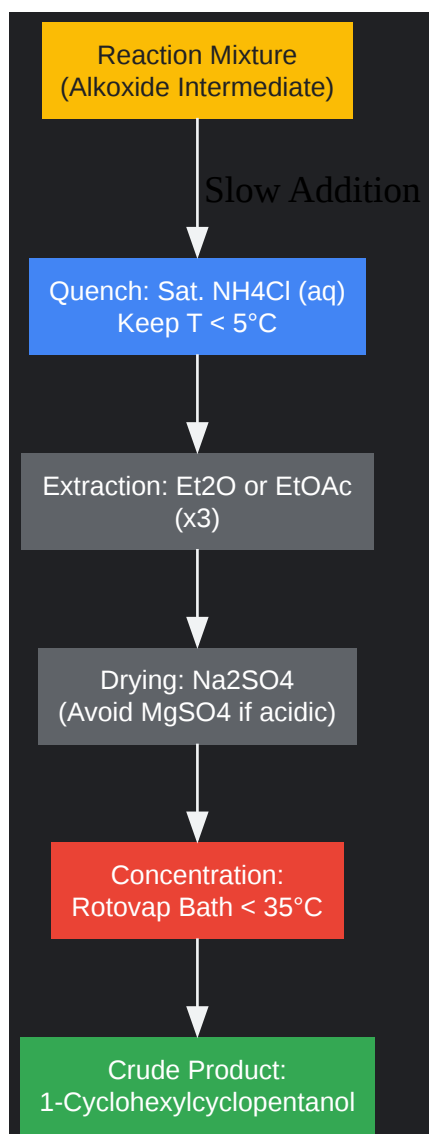 Reaction Mixture
(Alkoxide Intermediate)
Slow Addition
Quench: Sat. NH4Cl (aq)
Keep T < 5°C
Extraction: Et2O or EtOAc
(x3)
Drying: Na2SO4
(Avoid MgSO4 if acidic)
Concentration:
Rotovap Bath < 35°C
Crude Product:
1-Cyclohexylcyclopentanol